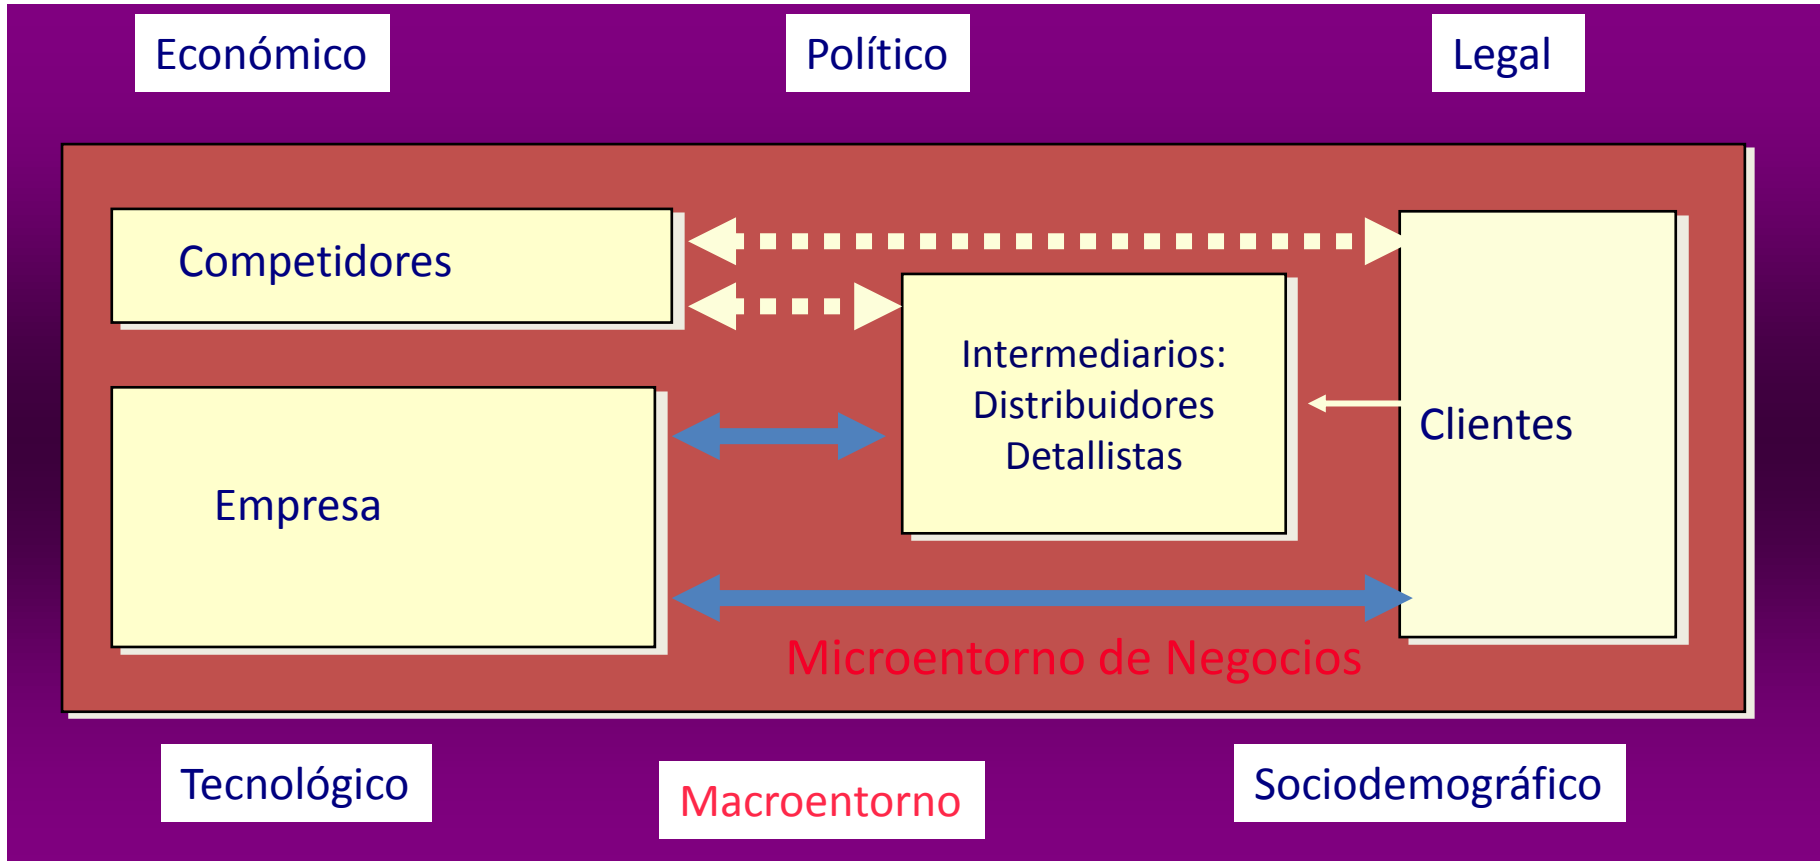 Económico
Político
Legal
Competidores
Intermediarios:
Distribuidores
Detallistas
Clientes
Empresa
Microentorno de Negocios
Tecnológico
Macroentorno
Sociodemográfico